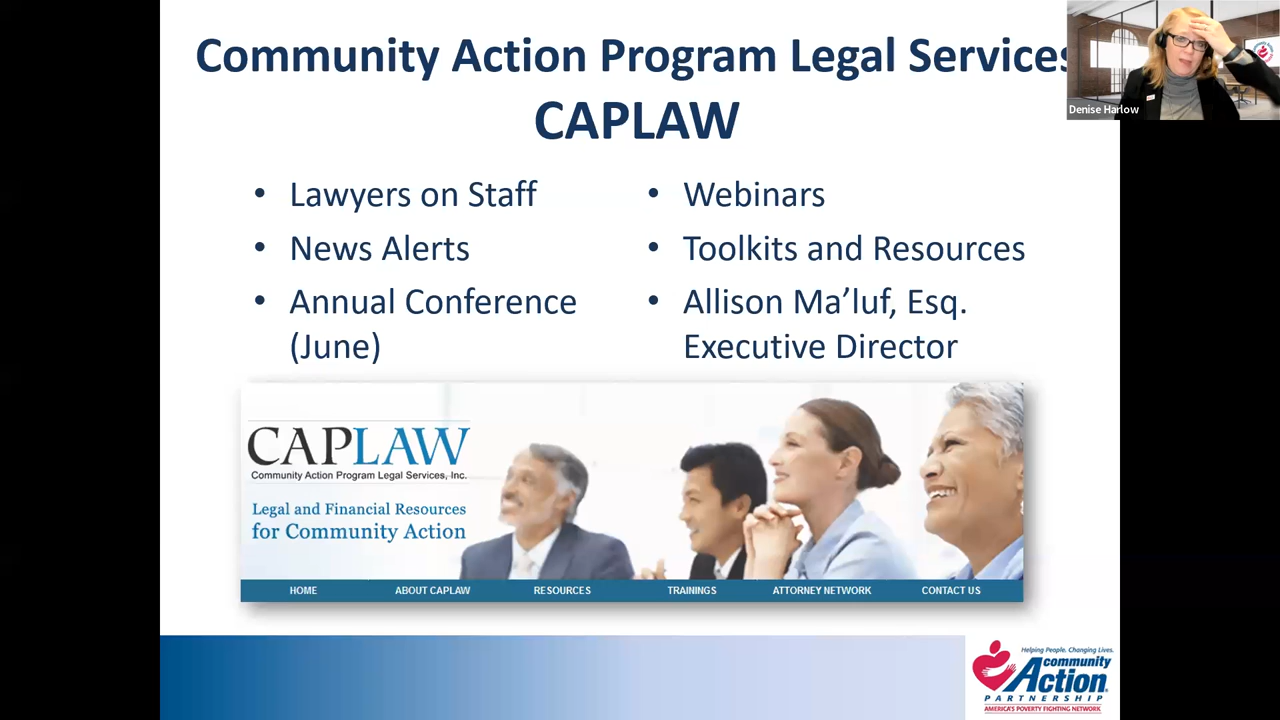 Community Action Program Legal Services
CAPLAW
Denise Harlow
• Lawyers on Staff
• News Alerts
• Annual Conference
(June)
• Webinars
• Toolkits and Resources
• Allison Ma’luf, Esq.
Executive Director
CAPLAW
Community Action Program Legal Services, Inc.
Legal and Financial Resources
for Community Action
HOME ABOUT CAPLAW RESOURCES TRAININGS ATTORNEY NETWORK CONTACT US
Helping People. Changing Lives.
community
Action
PARTNERSHIP
AMERICA'S POVERTY FIGHTING NETWORK